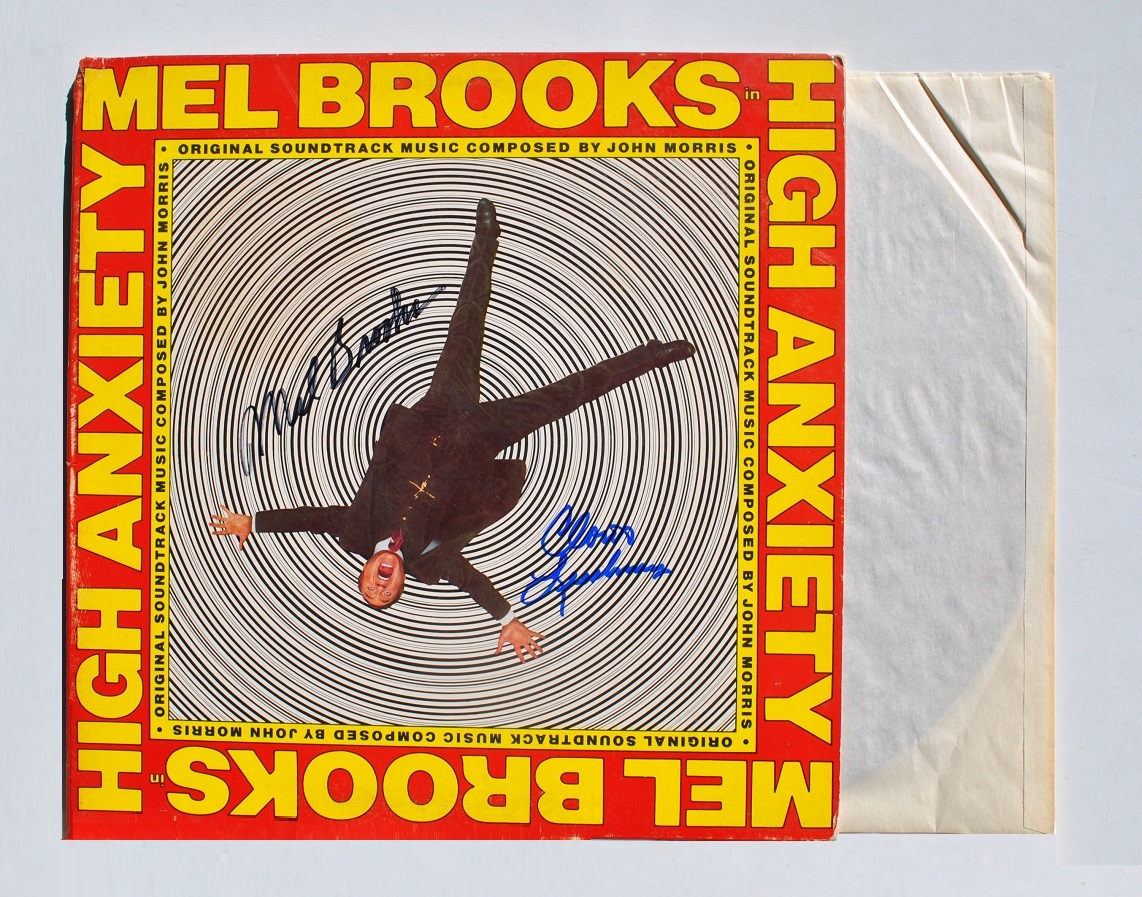 MEL BROOKS in
HIGH ANXIETY
MEL BROOKS in
HIGH ANXIETY
• ORIGINAL SOUNDTRACK MUSIC COMPOSED BY JOHN MORRIS •
ORIGINAL SOUNDTRACK MUSIC COMPOSED BY JOHN MORRIS
• ORIGINAL SOUNDTRACK MUSIC COMPOSED BY JOHN MORRIS •
ORIGINAL SOUNDTRACK MUSIC COMPOSED BY JOHN MORRIS
Mel Brooks
Cloris